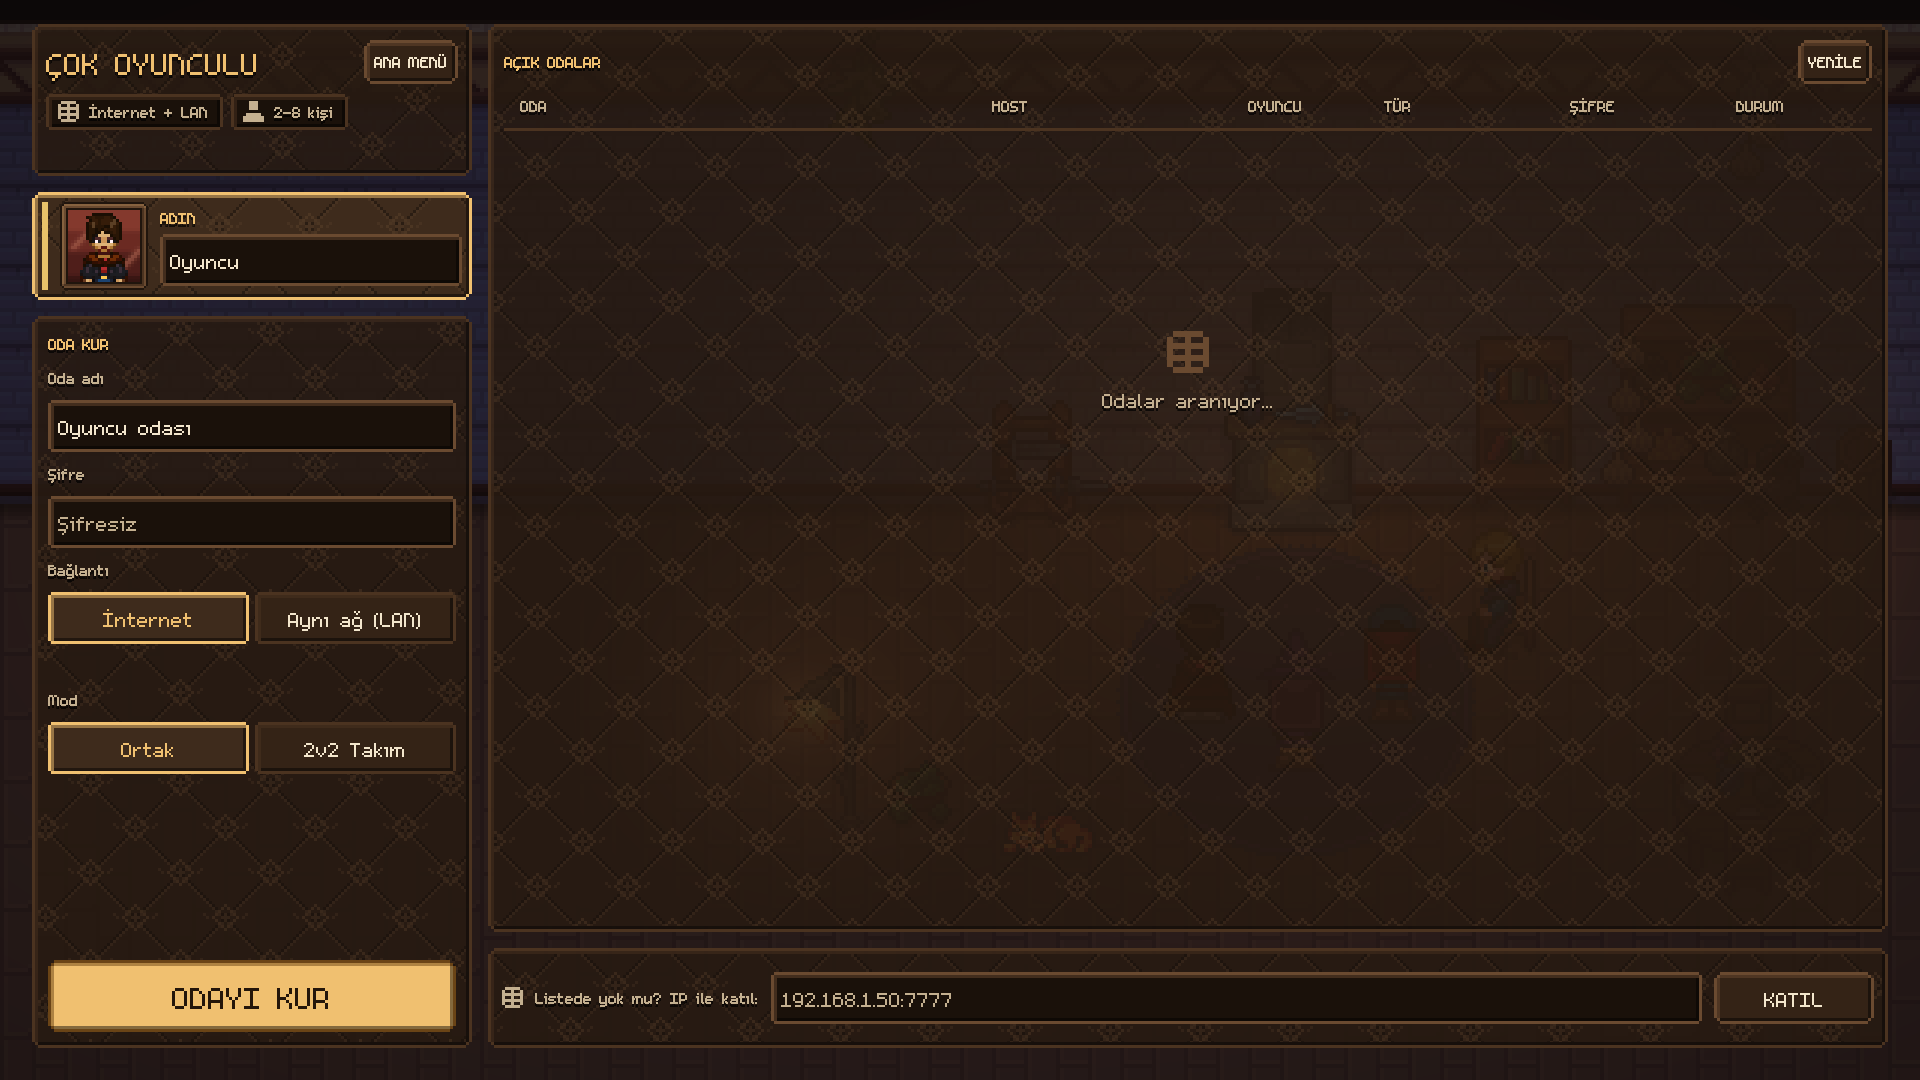 ÇOK OYUNCULU
ANA MENÜ
İnternet + LAN
2-8 kişi
ADIN
Oyuncu
ODA KUR
Oda adı
Oyuncu odası
Şifre
Şifresiz
Bağlantı
İnternet
Aynı ağ (LAN)
Mod
Ortak
2v2 Takım
ODAYI KUR
AÇIK ODALAR
YENİLE
ODA HOST OYUNCU TÜR ŞİFRE DURUM
Odalar aranıyor...
Listede yok mu? IP ile katıl:
192.168.1.50:7777
KATIL